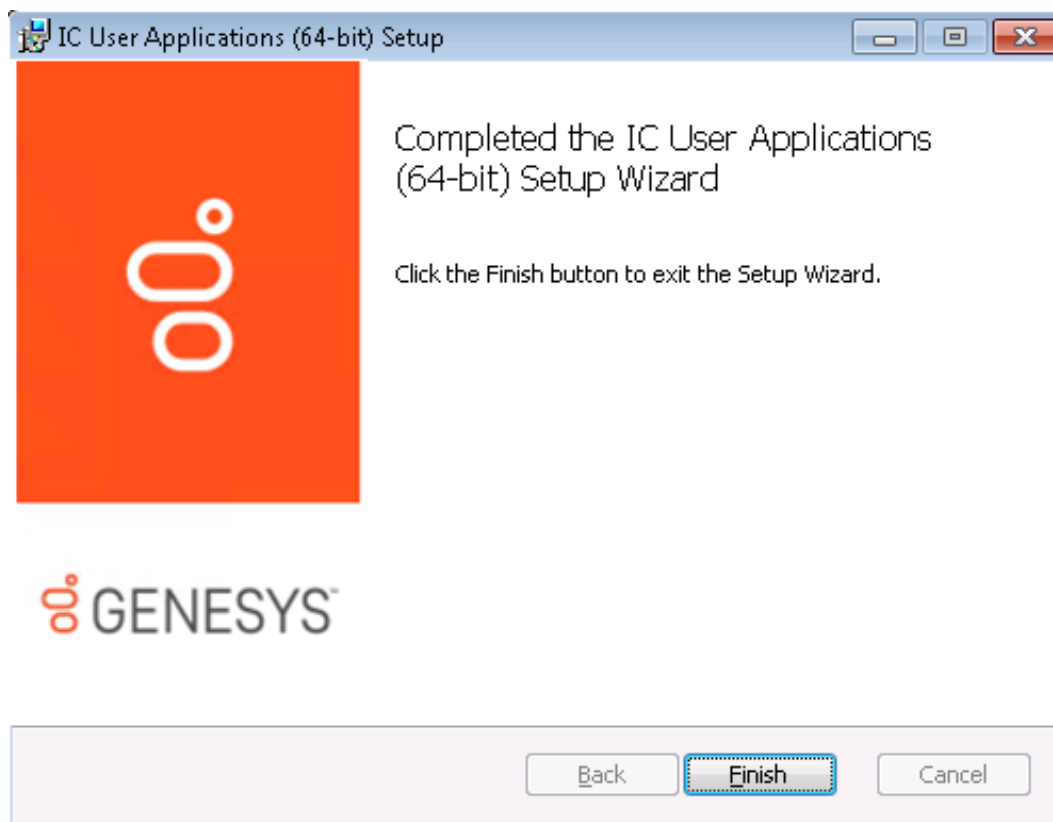 IC User Applications (64-bit) Setup
Completed the IC User Applications
(64-bit) Setup Wizard
Click the Finish button to exit the Setup Wizard.
GENESYS™
Back
Finish
Cancel